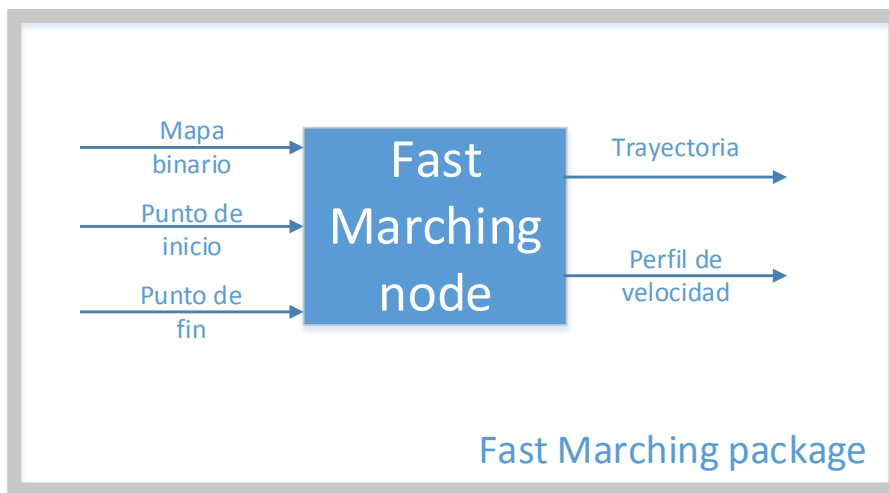 Mapa
binario
Punto de
inicio
Punto de
fin
Fast
Marching
node
Trayectoria
Perfil de
velocidad
Fast Marching package